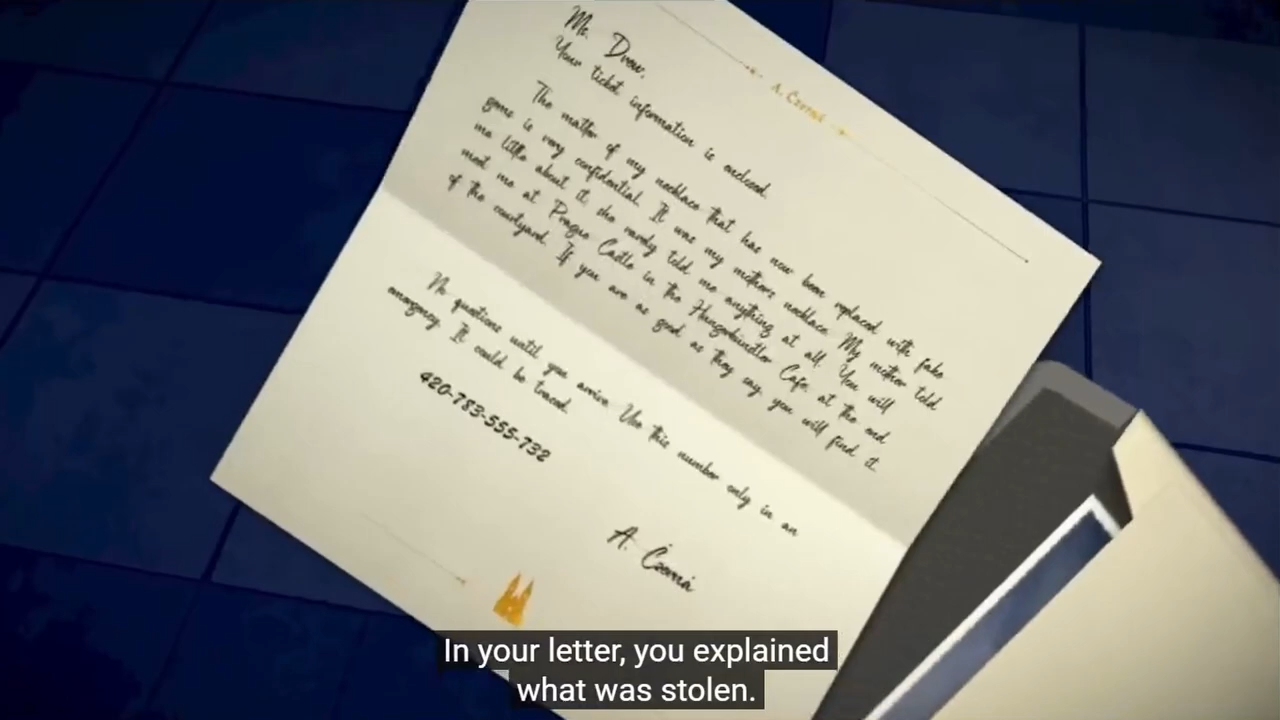 A. Černá
Ms. Drew,
Your ticket information is enclosed.
The matter of my necklace that has now been replaced with fake
gems is very confidential. It was my mothers necklace. My mother told
me little about it she rarely told me anything at all. You will
meet me at Prague Castle in the Hungerkunstler Cafe, at the end
of the courtyard. If you are as good as they say, you will find it.
No questions until you arrive. Use this number only in an
emergency. It could be traced.
420-783-555-732
A. Černá
In your letter, you explained
what was stolen.